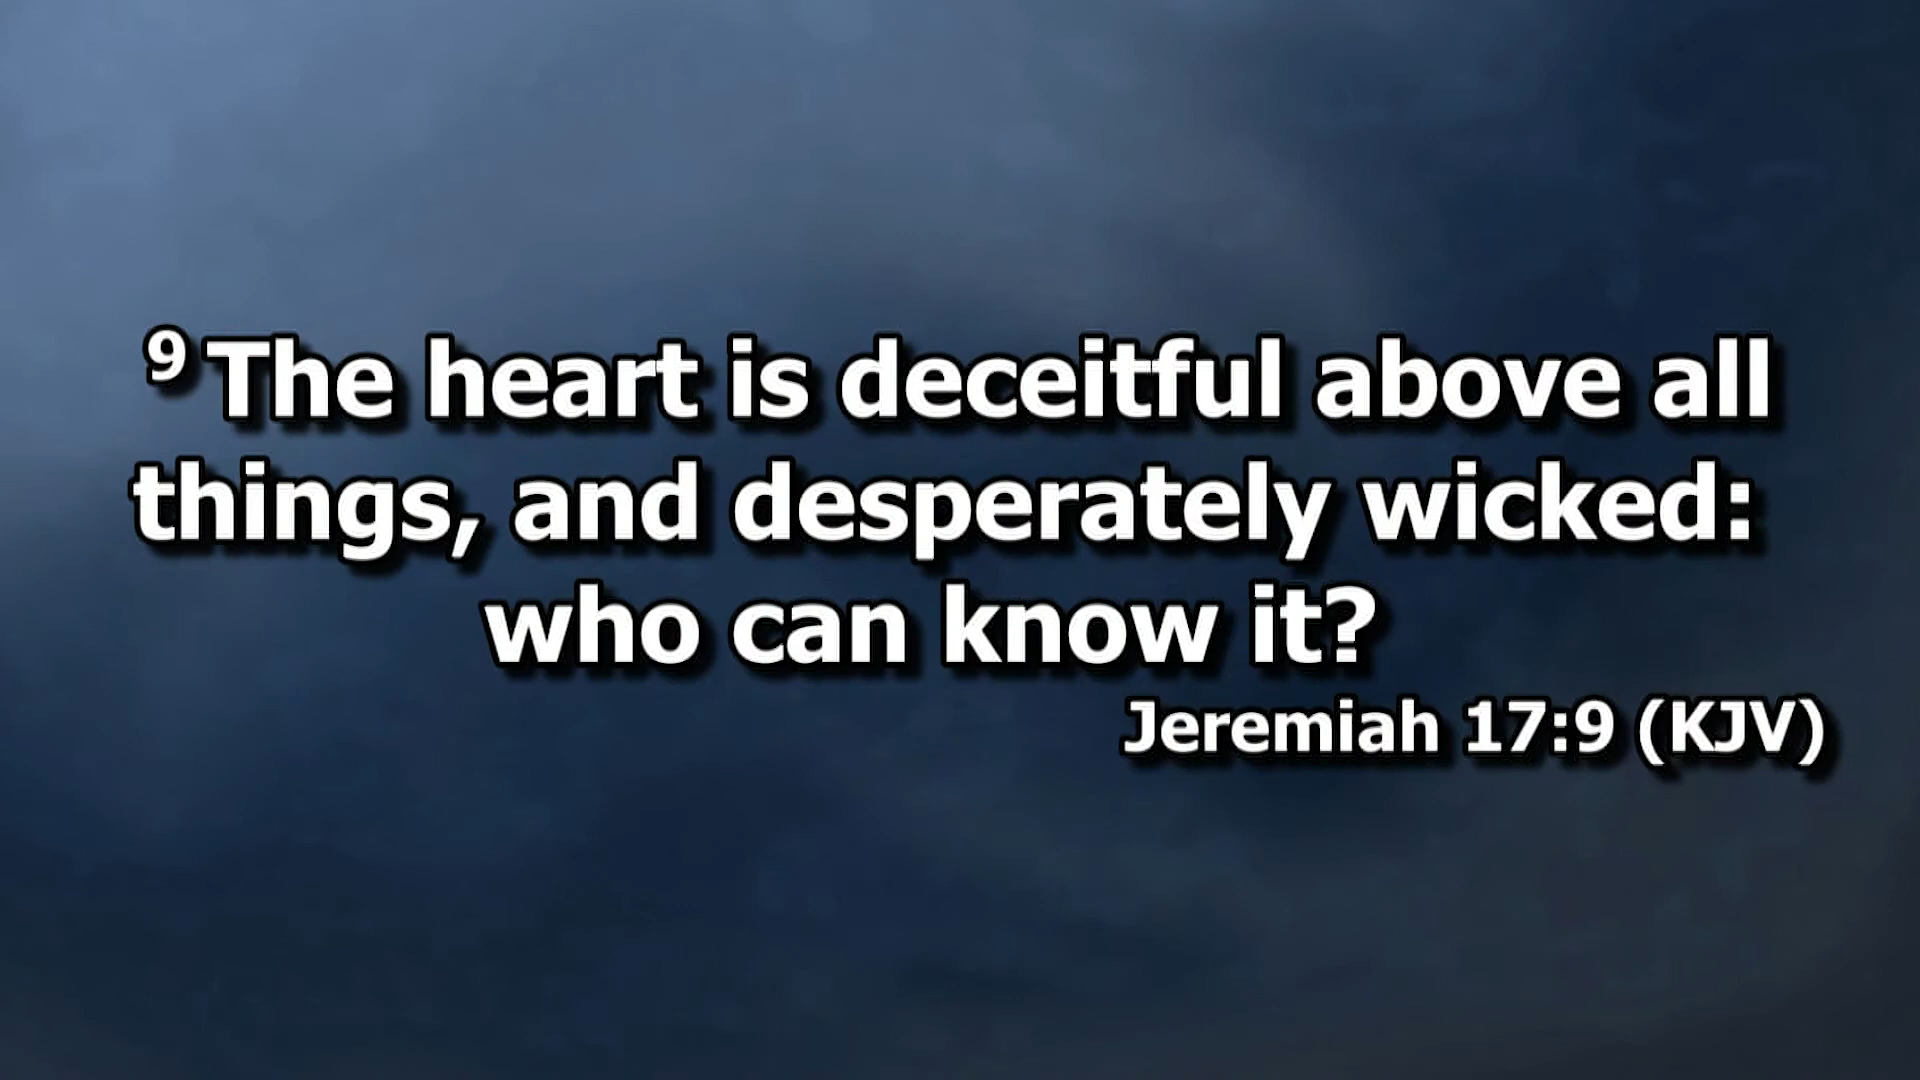 9 The heart is deceitful above all
things, and desperately wicked:
who can know it?
Jeremiah 17:9 (KJV)